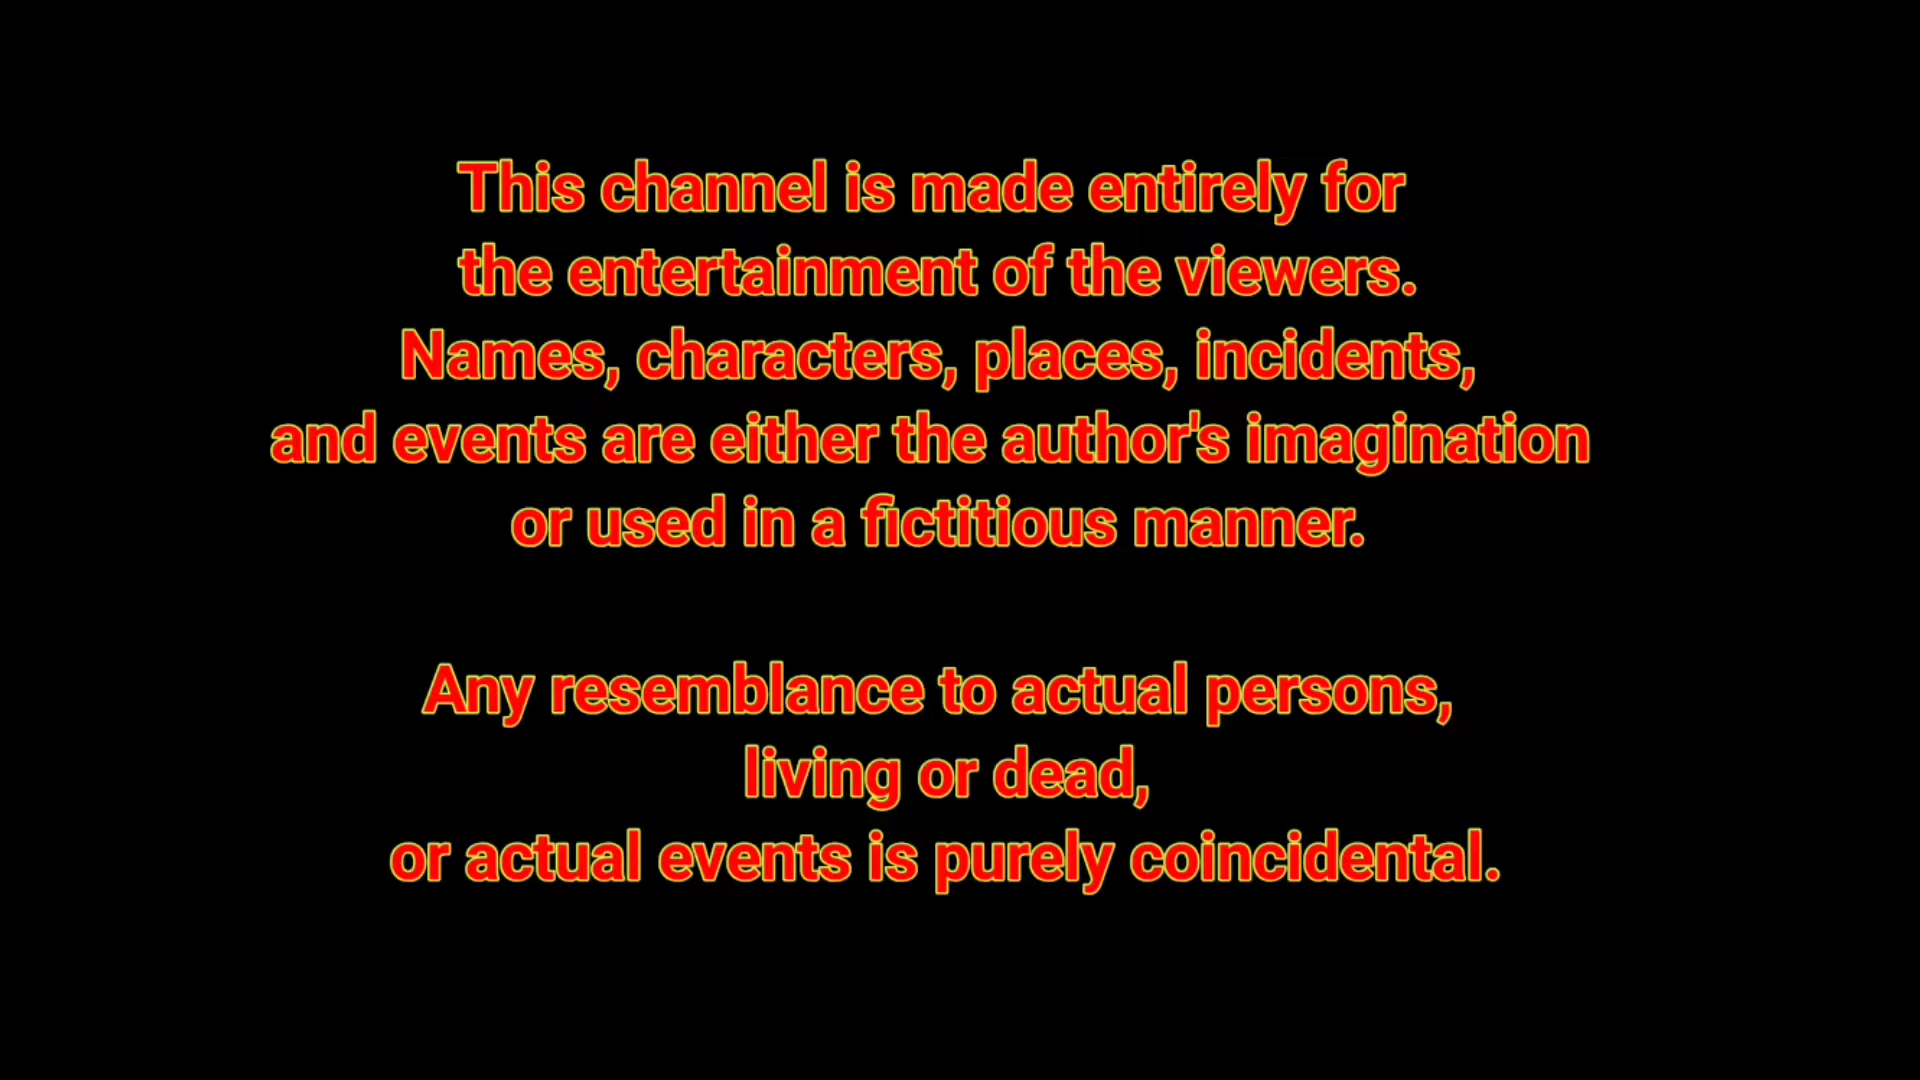 This channel is made entirely for
the entertainment of the viewers.
Names, characters, places, incidents,
and events are either the author's imagination
or used in a fictitious manner.
Any resemblance to actual persons,
living or dead,
or actual events is purely coincidental.